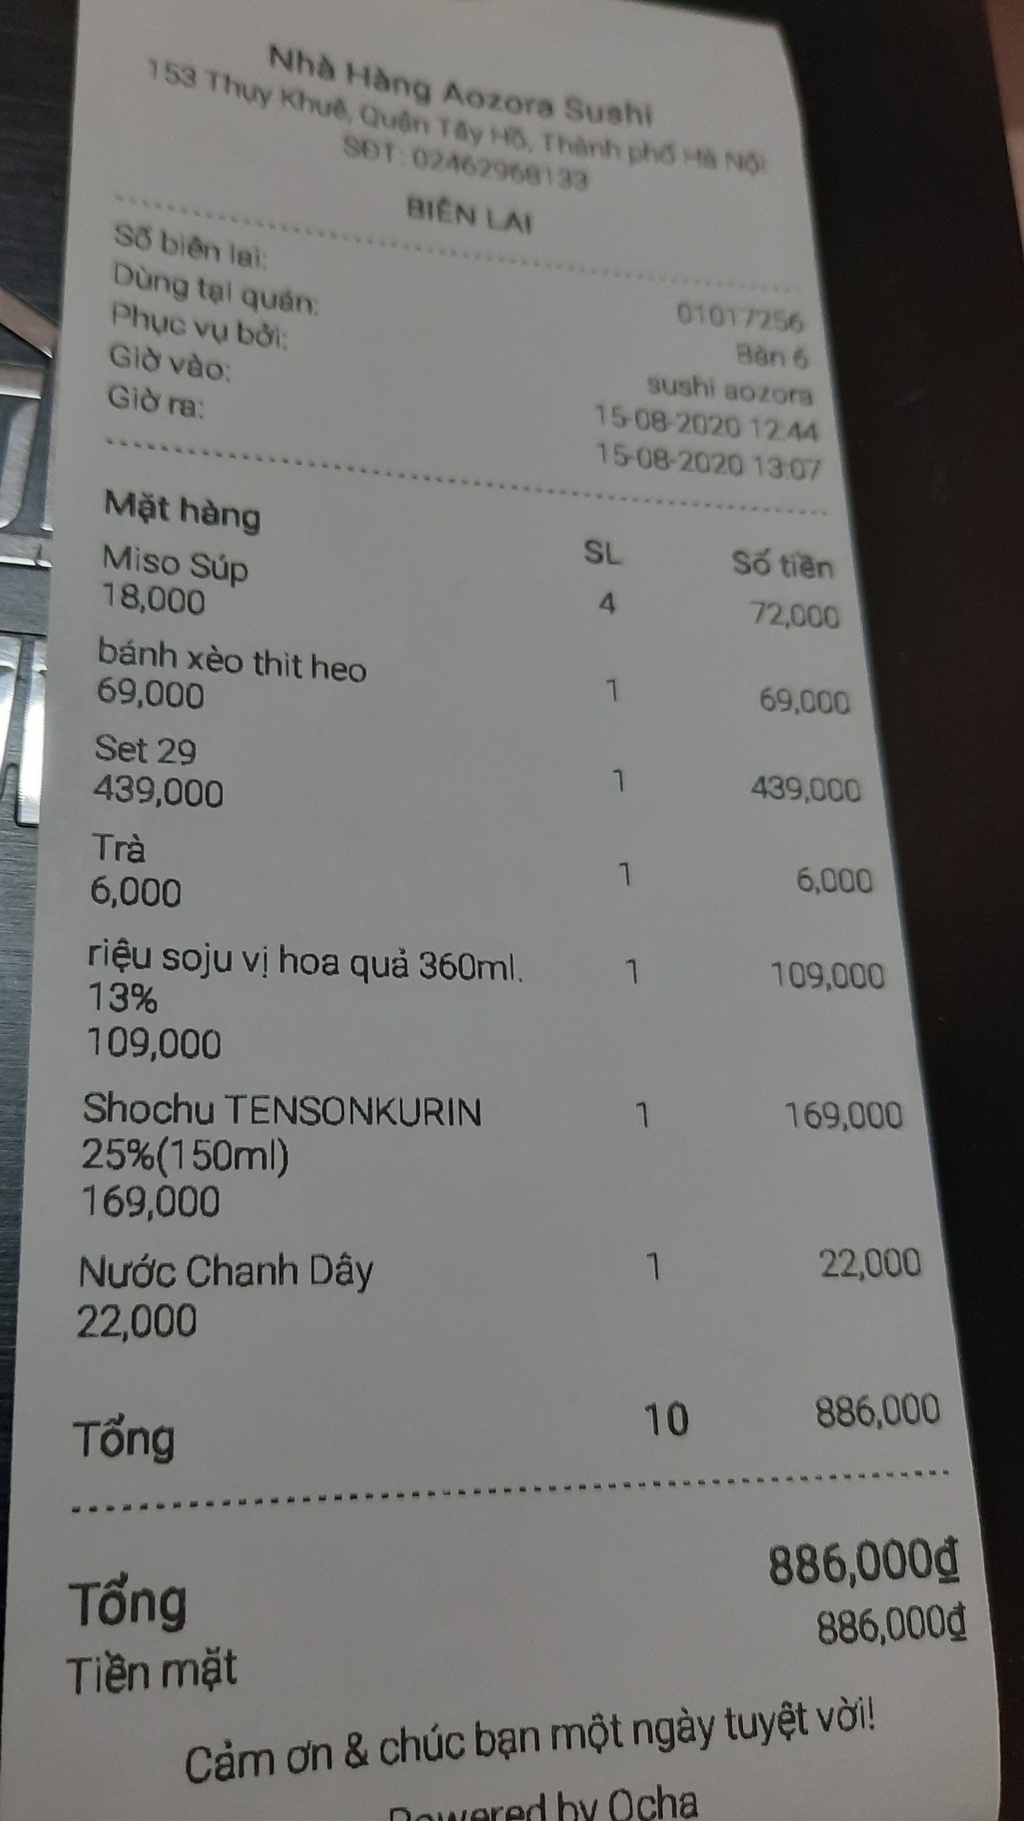 Nhà Hàng Aozora Sushi
153 Thụy Khuê, Quận Tây Hồ, Thành phố Hà Nội
SĐT: 02462968133
BIÊN LAI
Số biên lai: 01017256
Dùng tại quán: Bàn 6
Phục vụ bởi: sushi aozora
Giờ vào: 15-08-2020 12:44
Giờ ra: 15-08-2020 13:07
Mặt hàng SL Số tiền
Miso Súp 4 72,000
18,000
bánh xèo thit heo 1 69,000
69,000
Set 29 1 439,000
439,000
Trà 1 6,000
6,000
riệu soju vị hoa quả 360ml. 1 109,000
13%
109,000
Shochu TENSONKURIN 1 169,000
25%(150ml)
169,000
Nước Chanh Dây 1 22,000
22,000
Tổng 10 886,000
Tổng 886,000₫
Tiền mặt 886,000₫
Cảm ơn & chúc bạn một ngày tuyệt vời!
Powered by Ocha